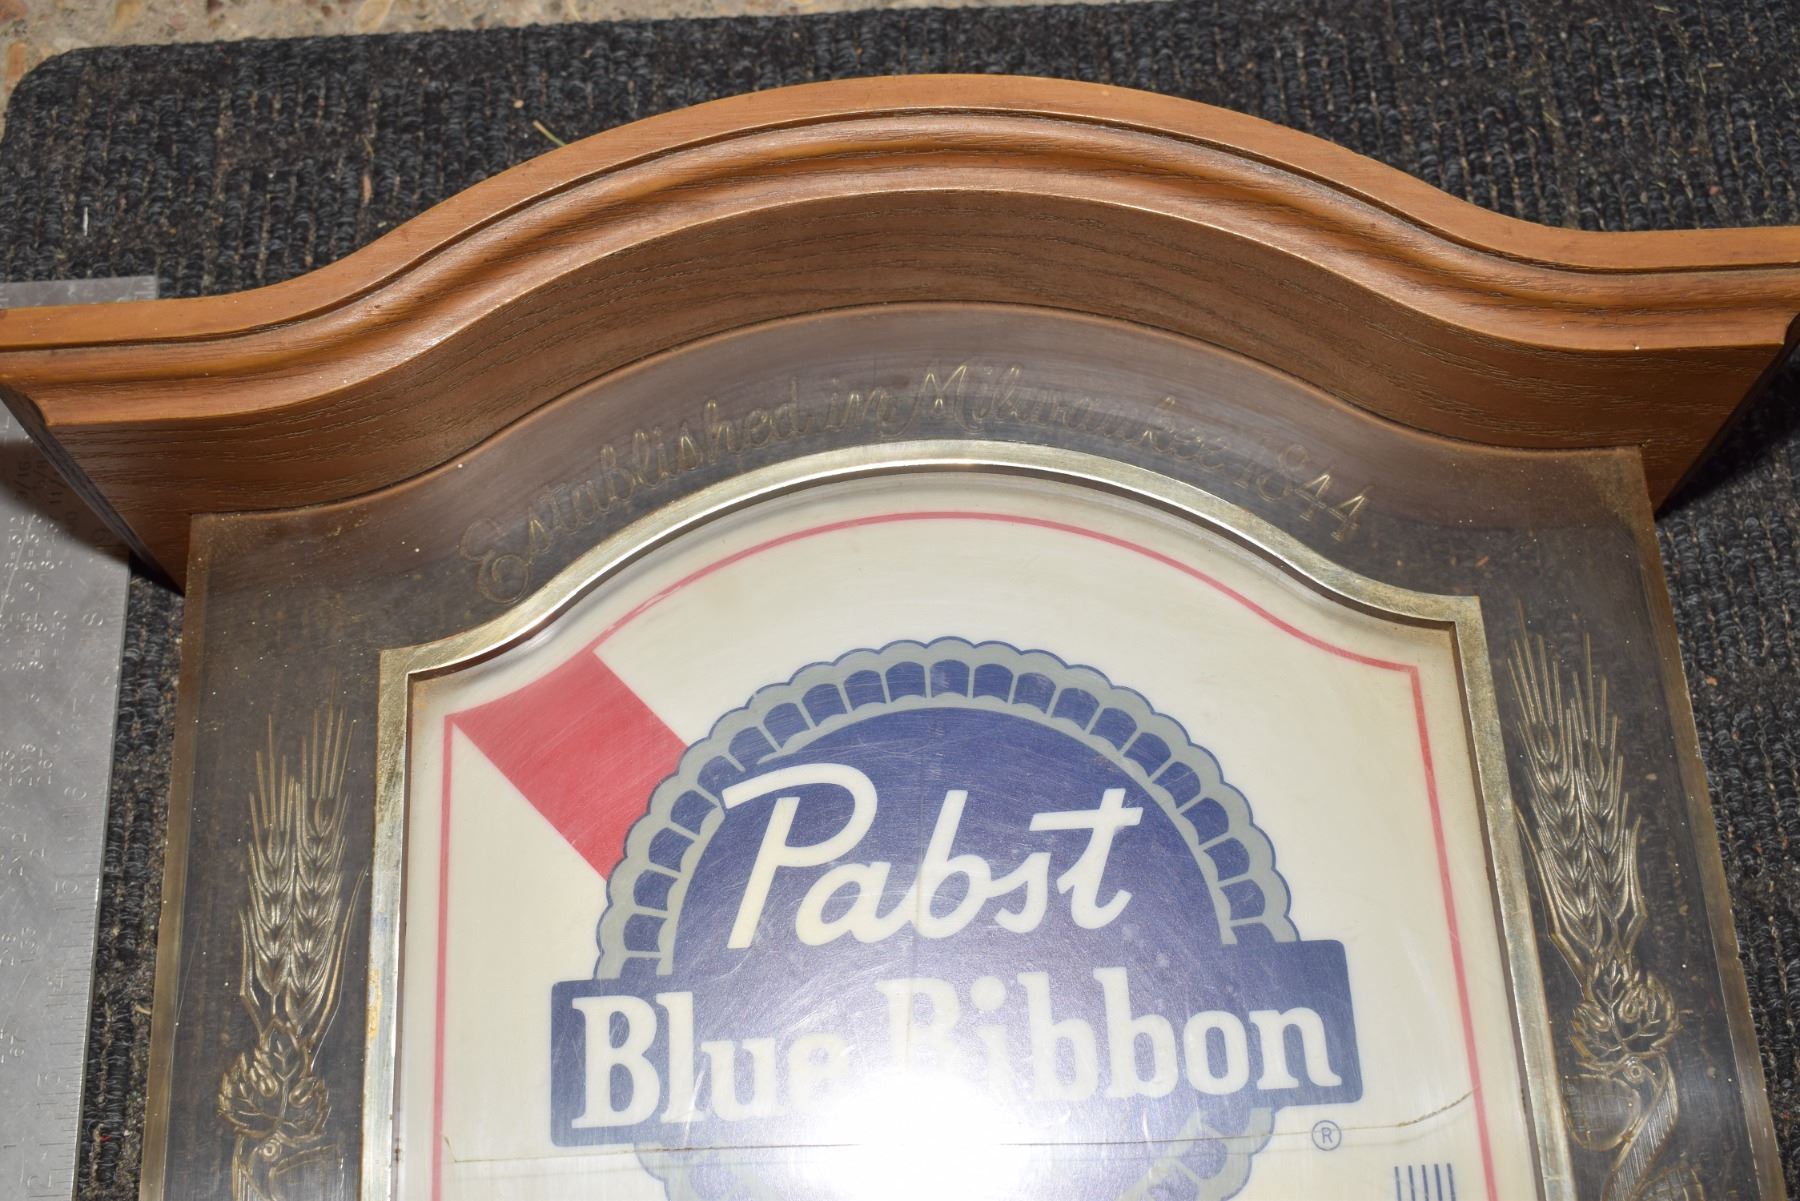 Established in Milwaukee 1844
Pabst
Blue Ribbon
®